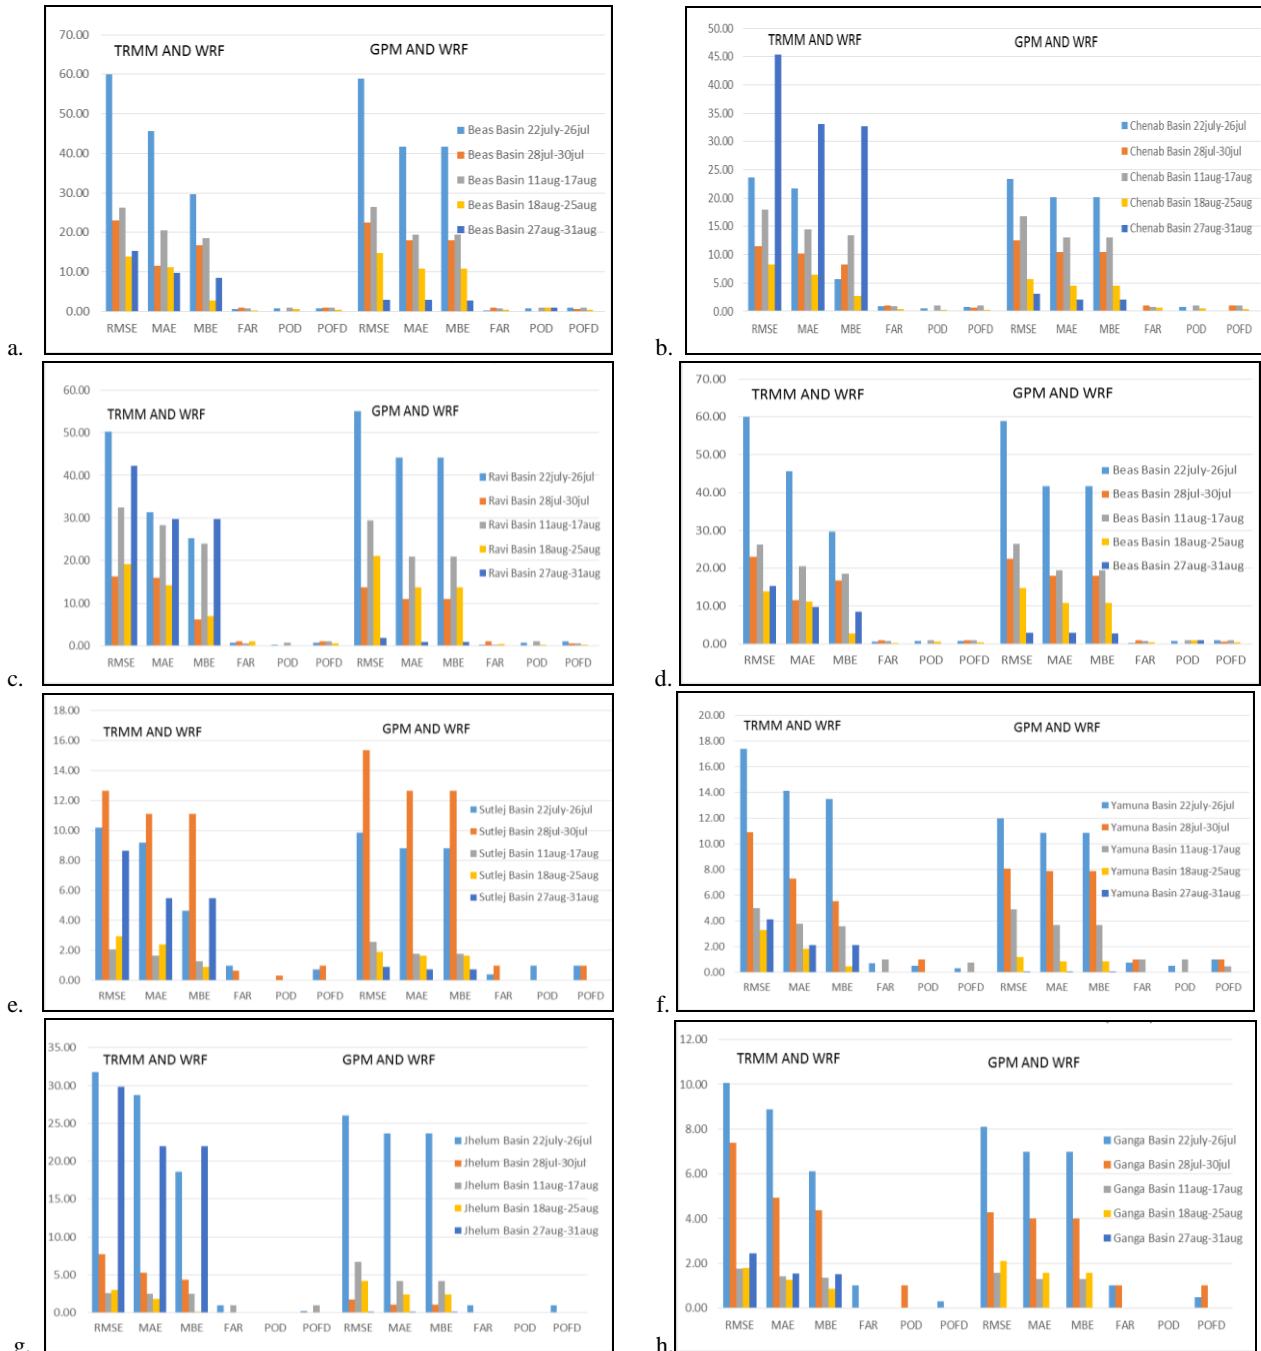 70.00
TRMM AND WRF
GPM AND WRF
60.00
50.00
40.00
30.00
20.00
10.00
0.00
Beas Basin 22july-26jul
Beas Basin 28jul-30jul
Beas Basin 11aug-17aug
Beas Basin 18aug-25aug
Beas Basin 27aug-31aug
RMSE MAE MBE FAR POD POFD RMSE MAE MBE FAR POD POFD
a.
50.00
TRMM AND WRF
GPM AND WRF
45.00
40.00
35.00
30.00
25.00
20.00
15.00
10.00
5.00
0.00
Chenab Basin 22july-26jul
Chenab Basin 28jul-30jul
Chenab Basin 11aug-17aug
Chenab Basin 18aug-25aug
Chenab Basin 27aug-31aug
RMSE MAE MBE FAR POD POFD RMSE MAE MBE FAR POD POFD
b.
60.00
TRMM AND WRF
GPM AND WRF
50.00
40.00
30.00
20.00
10.00
0.00
Ravi Basin 22july-26jul
Ravi Basin 28jul-30jul
Ravi Basin 11aug-17aug
Ravi Basin 18aug-25aug
Ravi Basin 27aug-31aug
RMSE MAE MBE FAR POD POFD RMSE MAE MBE FAR POD POFD
c.
70.00
TRMM AND WRF
GPM AND WRF
60.00
50.00
40.00
30.00
20.00
10.00
0.00
Beas Basin 22july-26jul
Beas Basin 28jul-30jul
Beas Basin 11aug-17aug
Beas Basin 18aug-25aug
Beas Basin 27aug-31aug
RMSE MAE MBE FAR POD POFD RMSE MAE MBE FAR POD POFD
d.
18.00
TRMM AND WRF
GPM AND WRF
16.00
14.00
12.00
10.00
8.00
6.00
4.00
2.00
0.00
Sutlej Basin 22july-26jul
Sutlej Basin 28jul-30jul
Sutlej Basin 11aug-17aug
Sutlej Basin 18aug-25aug
Sutlej Basin 27aug-31aug
RMSE MAE MBE FAR POD POFD RMSE MAE MBE FAR POD POFD
e.
20.00
TRMM AND WRF
GPM AND WRF
18.00
16.00
14.00
12.00
10.00
8.00
6.00
4.00
2.00
0.00
Yamuna Basin 22july-26jul
Yamuna Basin 28jul-30jul
Yamuna Basin 11aug-17aug
Yamuna Basin 18aug-25aug
Yamuna Basin 27aug-31aug
RMSE MAE MBE FAR POD POFD RMSE MAE MBE FAR POD POFD
f.
35.00
TRMM AND WRF
GPM AND WRF
30.00
25.00
20.00
15.00
10.00
5.00
0.00
Jhelum Basin 22july-26jul
Jhelum Basin 28jul-30jul
Jhelum Basin 11aug-17aug
Jhelum Basin 18aug-25aug
Jhelum Basin 27aug-31aug
RMSE MAE MBE FAR POD POFD RMSE MAE MBE FAR POD POFD
g.
12.00
TRMM AND WRF
GPM AND WRF
10.00
8.00
6.00
4.00
2.00
0.00
Ganga Basin 22july-26jul
Ganga Basin 28jul-30jul
Ganga Basin 11aug-17aug
Ganga Basin 18aug-25aug
Ganga Basin 27aug-31aug
RMSE MAE MBE FAR POD POFD RMSE MAE MBE FAR POD POFD
h.